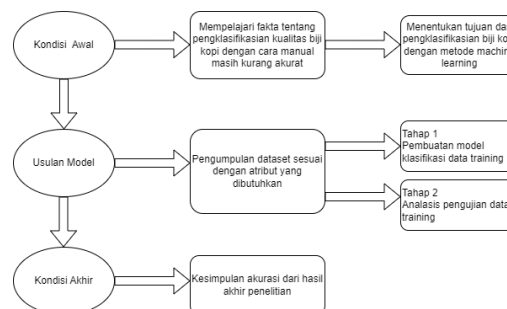 Kondisi Awal
Mempelajari fakta tentang
pengklasifikasian kualitas biji
kopi dengan cara manual
masih kurang akurat
Menentukan tujuan da
pengklasifikasian biji ko
dengan metode machin
learning
Usulan Model
Pengumpulan dataset sesuai
dengan atribut yang
dibutuhkan
Tahap 1
Pembuatan model
klasifikasi data training
Tahap 2
Analasis pengujian data
training
Kondisi Akhir
Kesimpulan akurasi dari hasil
akhir penelitian